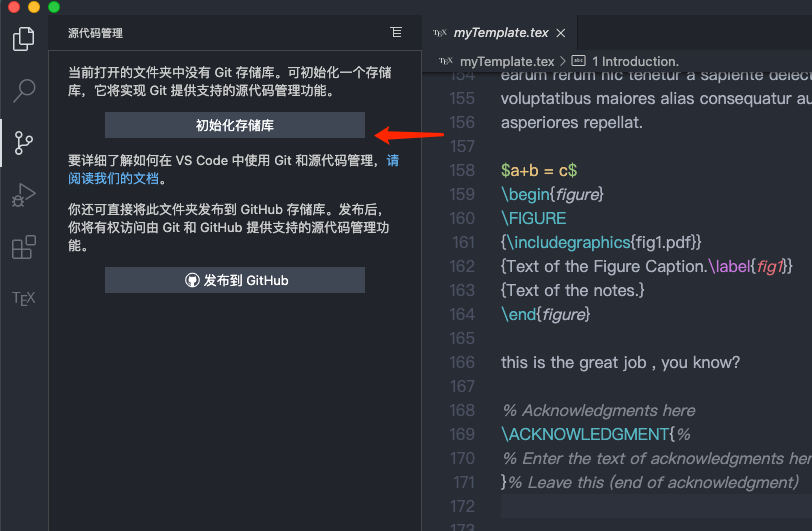 源代码管理
当前打开的文件夹中没有 Git 存储库。可初始化一个存储
库，它将实现 Git 提供支持的源代码管理功能。
初始化存储库
要详细了解如何在 VS Code 中使用 Git 和源代码管理，请
阅读我们的文档。
你还可直接将此文件夹发布到 GitHub 存储库。发布后，
你将有权访问由 Git 和 GitHub 提供支持的源代码管理功
能。
发布到 GitHub
TEX
TEX myTemplate.tex
TEX myTemplate.tex > abc 1 Introduction.
154 earum rerum hic tenetur a sapiente delect
155 voluptatibus maiores alias consequatur au
156 asperiores repellat.
157
158 $a+b = c$
159 \begin{figure}
160 \FIGURE
161 {\includegraphics{fig1.pdf}}
162 {Text of the Figure Caption.\label{fig1}}
163 {Text of the notes.}
164 \end{figure}
165
166 this is the great job , you know?
167
168 % Acknowledgments here
169 \ACKNOWLEDGMENT{%
170 % Enter the text of acknowledgments her
171 }% Leave this (end of acknowledgment)
172
173